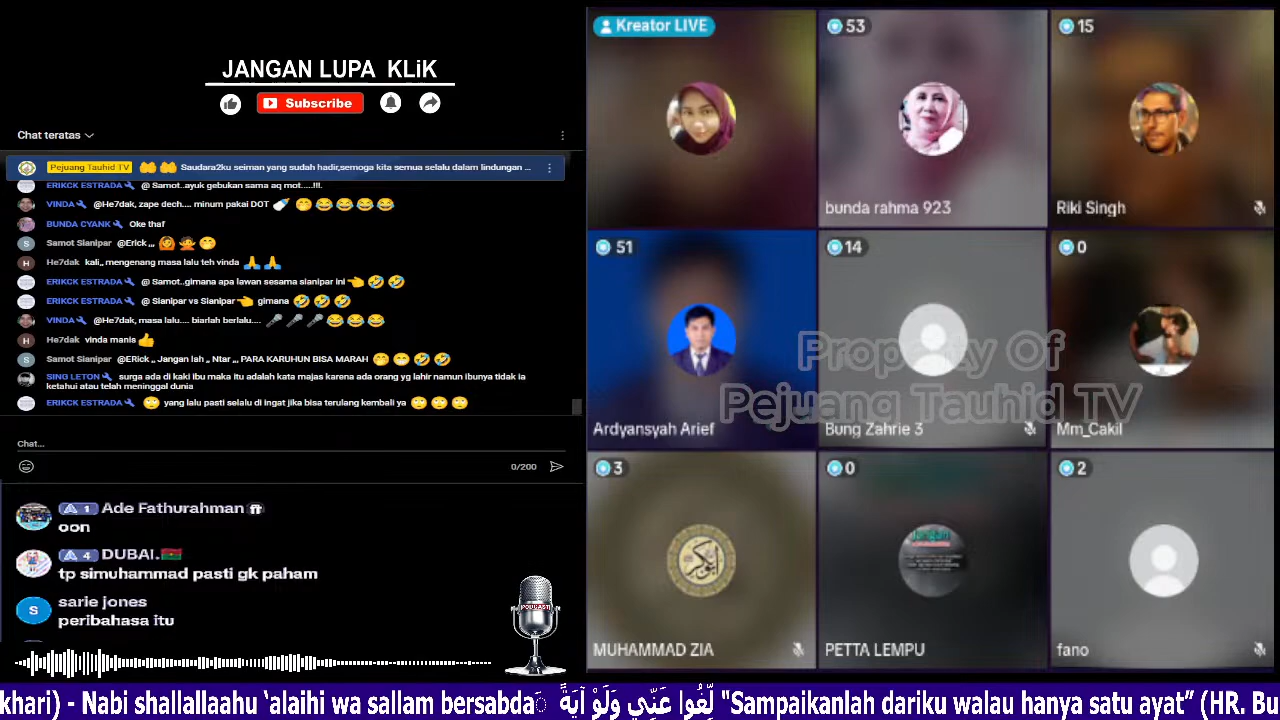 JANGAN LUPA KLiK
Subscribe
Chat teratas
Pejuang Tauhid TV Saudara2ku seiman yang sudah hadir,semoga kita semua selalu dalam lindungan ...
ERIKCK ESTRADA @ Samot..ayuk gebukan sama aq mot.....!!!.
VINDA @He7dak, zape dech.... minum pakai DOT 🍼 🤭 😂 😂 😂 😂
BUNDA CYANK Oke thaf
S Samot Sianipar @Erick ,,, 🙆 🙅 🤭
H He7dak kali,, mengenang masa lalu teh vinda 🙏 🙏
ERIKCK ESTRADA @ Samot..gimana apa lawan sesama sianipar ini 👈 🤣 🤣
ERIKCK ESTRADA @ Sianipar vs Sianipar 👈 gimana 🤣 🤣 🤣
VINDA @He7dak, masa lalu.... biarlah berlalu.... 🎤 🎤 🎤 😂 😂 😂
H He7dak vinda manis 👍
S Samot Sianipar @ERick ,, Jangan lah ,, Ntar ,,, PARA KARUHUN BISA MARAH 🤭 😁 🤣 🤣
SING LETON surga ada di kaki ibu maka itu adalah kata majas karena ada orang yg lahir namun ibunya tidak ia
ketahui atau telah meninggal dunia
ERIKCK ESTRADA 🙄 yang lalu pasti selalu di ingat jika bisa terulang kembali ya 🙄 🙄 🙄
Chat...
0/200
1 Ade Fathurahman
oon
4 DUBAI.🇧🇫
tp simuhammad pasti gk paham
S sarie jones
peribahasa itu
PODCAST
Kreator LIVE
53
bunda rahma 923
15
Riki Singh
51
Ardyansyah Arief
14
Bung Zahrie 3
0
Mm_Cakil
Property Of
Pejuang Tauhid TV
3
MUHAMMAD ZIA
0
Jangan
PETTA LEMPU
2
fano
khari) - Nabi shallallaahu ‘alaihi wa sallam bersabda لِّغُوا عَنِّي وَلَوْ آيَةً "Sampaikanlah dariku walau hanya satu ayat” (HR. Bu